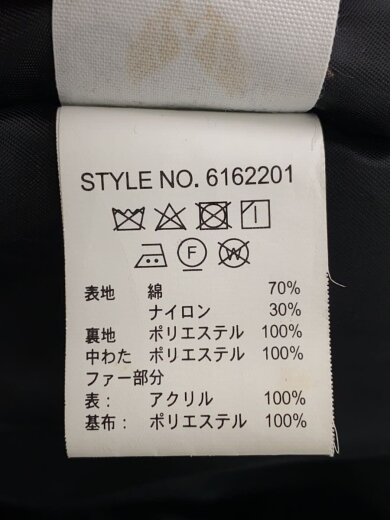 STYLE NO. 6162201
F W
表地 綿 70%
ナイロン 30%
裏地 ポリエステル 100%
中わた ポリエステル 100%
ファー部分
表： アクリル 100%
基布： ポリエステル 100%